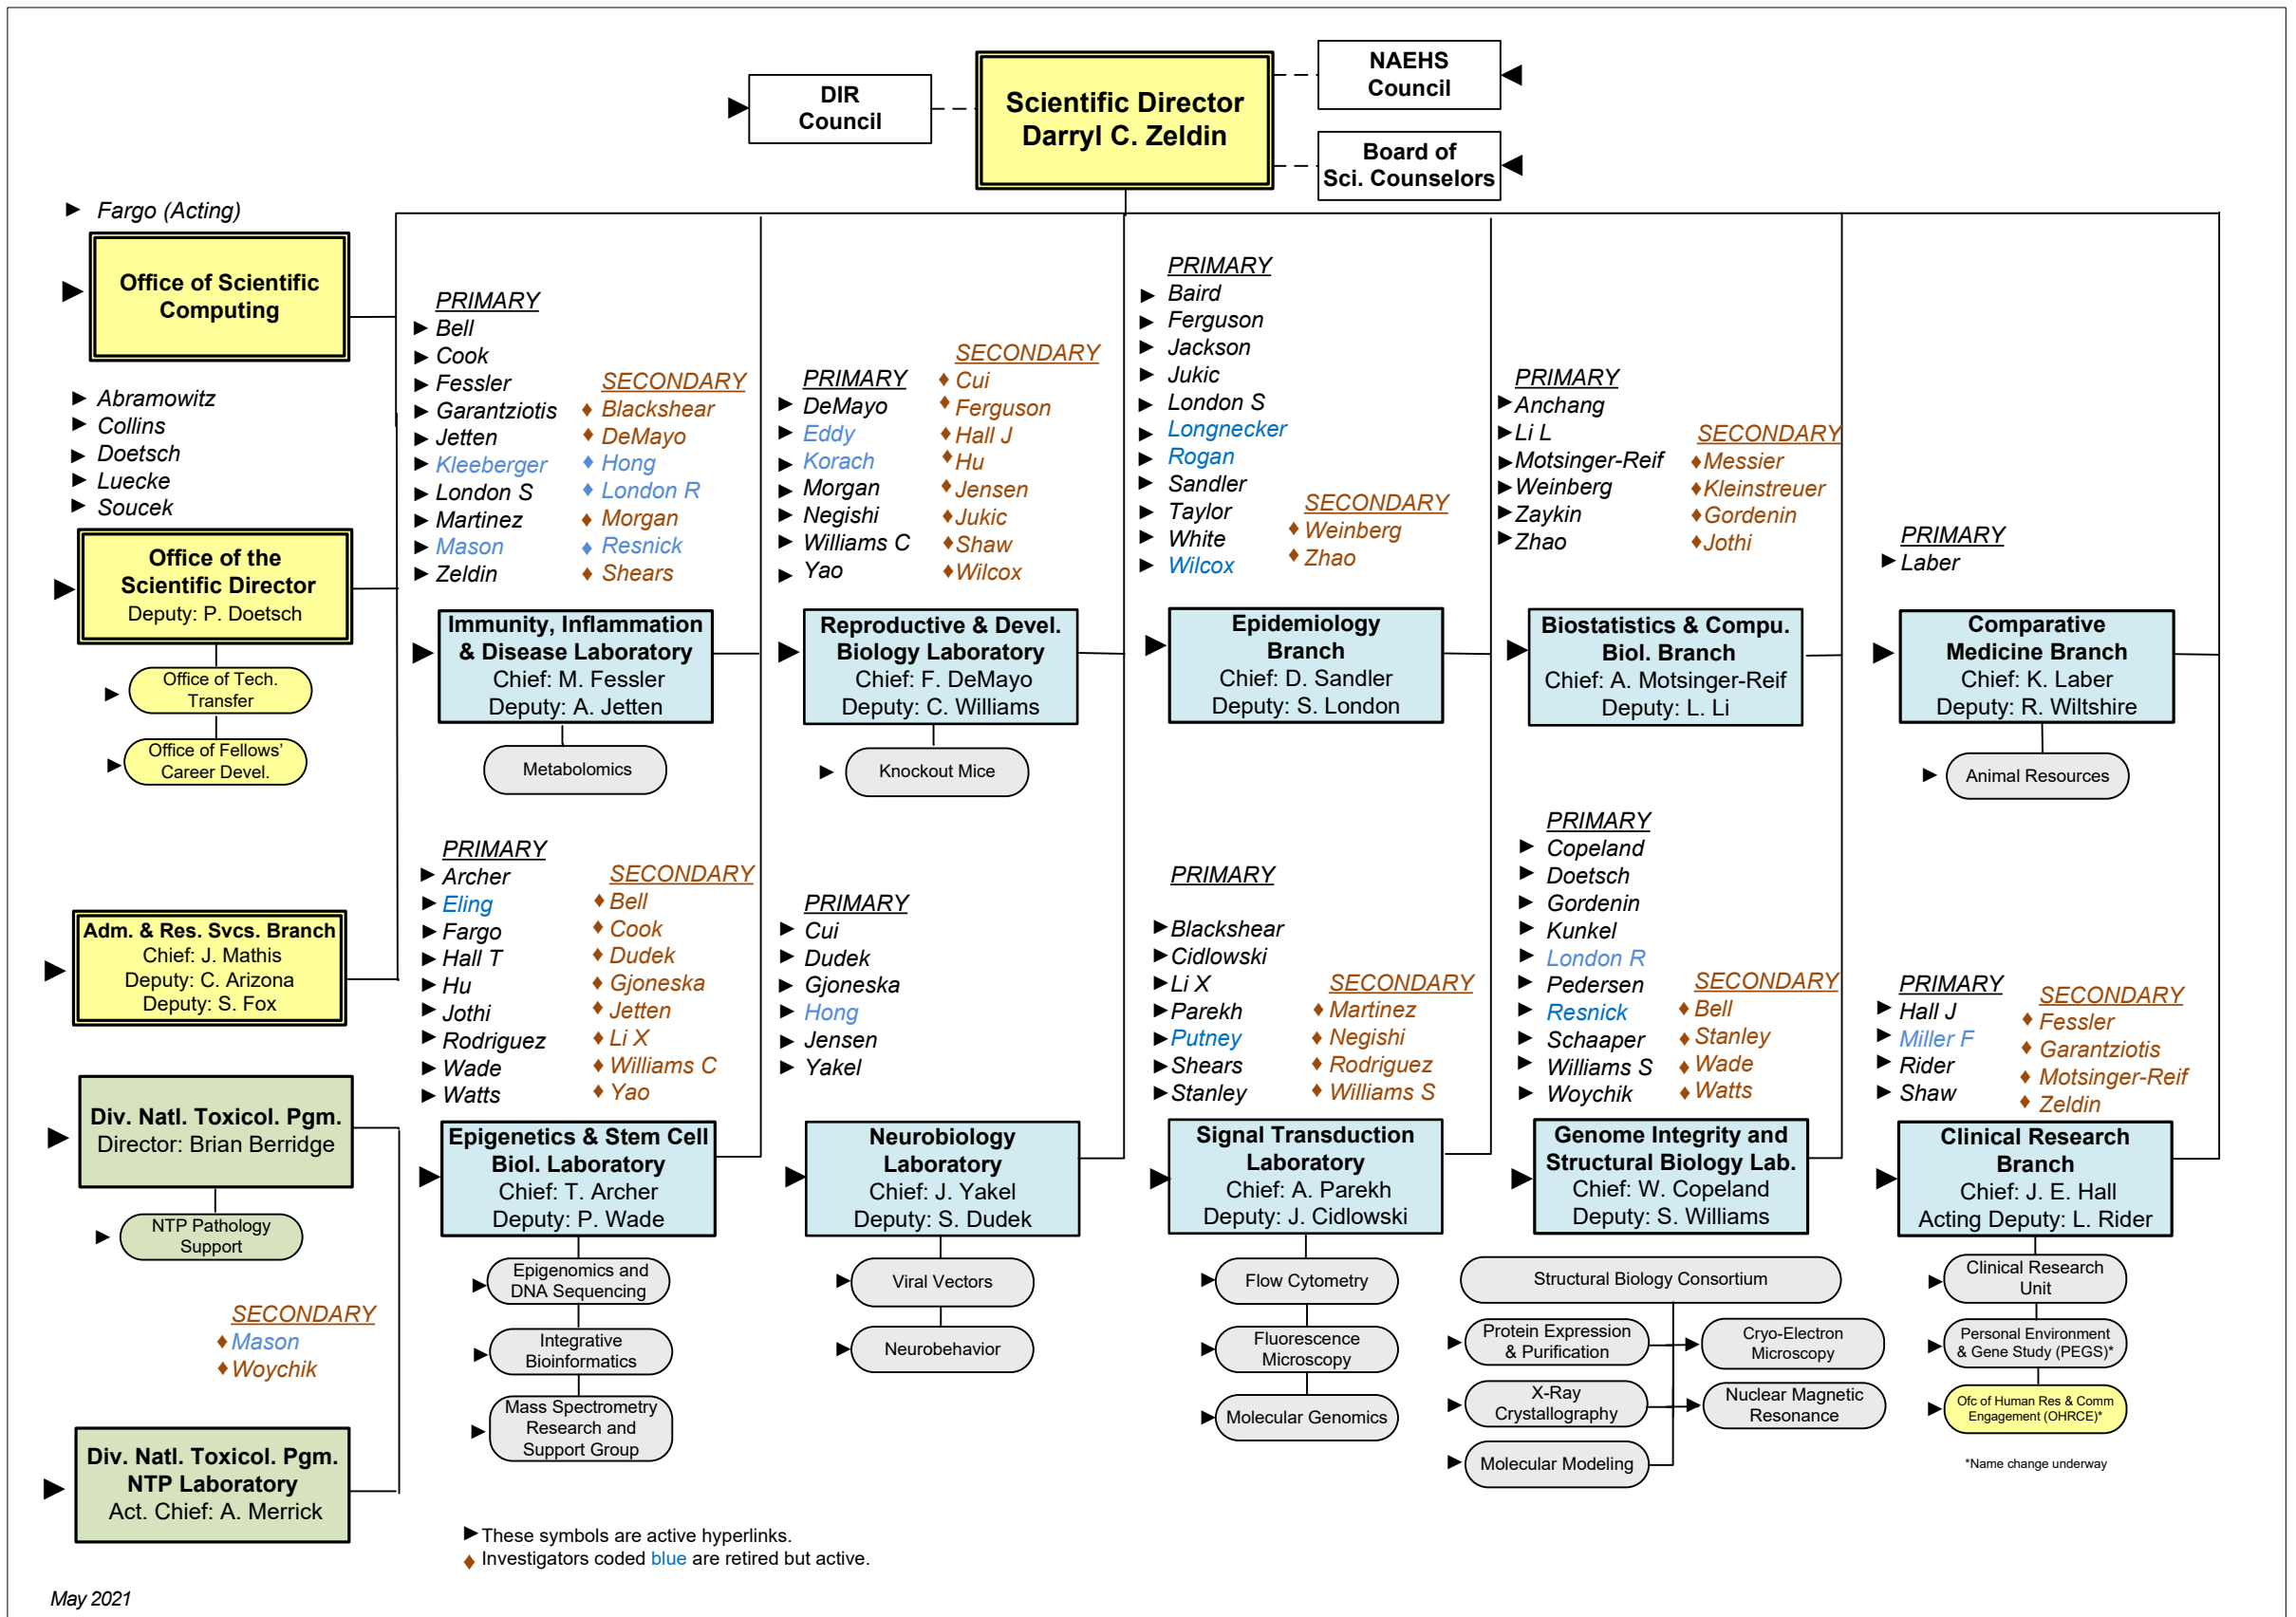 DIR
Council
Scientific Director
Darryl C. Zeldin
NAEHS
Council
Board of
Sci. Counselors
Fargo (Acting)
Office of Scientific
Computing
Abramowitz
Collins
Doetsch
Luecke
Soucek
Office of the
Scientific Director
Deputy: P. Doetsch
Office of Tech.
Transfer
Office of Fellows'
Career Devel.
Adm. & Res. Svcs. Branch
Chief: J. Mathis
Deputy: C. Arizona
Deputy: S. Fox
Div. Natl. Toxicol. Pgm.
Director: Brian Berridge
NTP Pathology
Support
SECONDARY
Mason
Woychik
Div. Natl. Toxicol. Pgm.
NTP Laboratory
Act. Chief: A. Merrick
PRIMARY
Bell
Cook
Fessler
Garantziotis
Jetten
Kleeberger
London S
Martinez
Mason
Zeldin
SECONDARY
Blackshear
DeMayo
Hong
London R
Morgan
Resnick
Shears
Immunity, Inflammation
& Disease Laboratory
Chief: M. Fessler
Deputy: A. Jetten
Metabolomics
PRIMARY
DeMayo
Eddy
Korach
Morgan
Negishi
Williams C
Yao
SECONDARY
Cui
Ferguson
Hall J
Hu
Jensen
Jukic
Shaw
Wilcox
Reproductive & Devel.
Biology Laboratory
Chief: F. DeMayo
Deputy: C. Williams
Knockout Mice
PRIMARY
Baird
Ferguson
Jackson
Jukic
London S
Longnecker
Rogan
Sandler
Taylor
White
Wilcox
SECONDARY
Weinberg
Zhao
Epidemiology
Branch
Chief: D. Sandler
Deputy: S. London
PRIMARY
Anchang
Li L
Motsinger-Reif
Weinberg
Zaykin
Zhao
SECONDARY
Messier
Kleinstreuer
Gordenin
Jothi
Biostatistics & Compu.
Biol. Branch
Chief: A. Motsinger-Reif
Deputy: L. Li
PRIMARY
Laber
Comparative
Medicine Branch
Chief: K. Laber
Deputy: R. Wiltshire
Animal Resources
PRIMARY
Archer
Eling
Fargo
Hall T
Hu
Jothi
Rodriguez
Wade
Watts
SECONDARY
Bell
Cook
Dudek
Gjoneska
Jetten
Li X
Williams C
Yao
Epigenetics & Stem Cell
Biol. Laboratory
Chief: T. Archer
Deputy: P. Wade
Epigenomics and
DNA Sequencing
Integrative
Bioinformatics
Mass Spectrometry
Research and
Support Group
PRIMARY
Cui
Dudek
Gjoneska
Hong
Jensen
Yakel
Neurobiology
Laboratory
Chief: J. Yakel
Deputy: S. Dudek
Viral Vectors
Neurobehavior
PRIMARY
Blackshear
Cidlowski
Li X
Parekh
Putney
Shears
Stanley
SECONDARY
Martinez
Negishi
Rodriguez
Williams S
Signal Transduction
Laboratory
Chief: A. Parekh
Deputy: J. Cidlowski
Flow Cytometry
Fluorescence
Microscopy
Molecular Genomics
PRIMARY
Copeland
Doetsch
Gordenin
Kunkel
London R
Pedersen
Resnick
Schaaper
Williams S
Woychik
SECONDARY
Bell
Stanley
Wade
Watts
Genome Integrity and
Structural Biology Lab.
Chief: W. Copeland
Deputy: S. Williams
Structural Biology Consortium
Protein Expression
& Purification
Cryo-Electron
Microscopy
X-Ray
Crystallography
Nuclear Magnetic
Resonance
Molecular Modeling
PRIMARY
Hall J
Miller F
Rider
Shaw
SECONDARY
Fessler
Garantziotis
Motsinger-Reif
Zeldin
Clinical Research
Branch
Chief: J. E. Hall
Acting Deputy: L. Rider
Clinical Research
Unit
Personal Environment
& Gene Study (PEGS)*
Ofc of Human Res & Comm
Engagement (OHRCE)*
*Name change underway
These symbols are active hyperlinks.
Investigators coded blue are retired but active.
May 2021